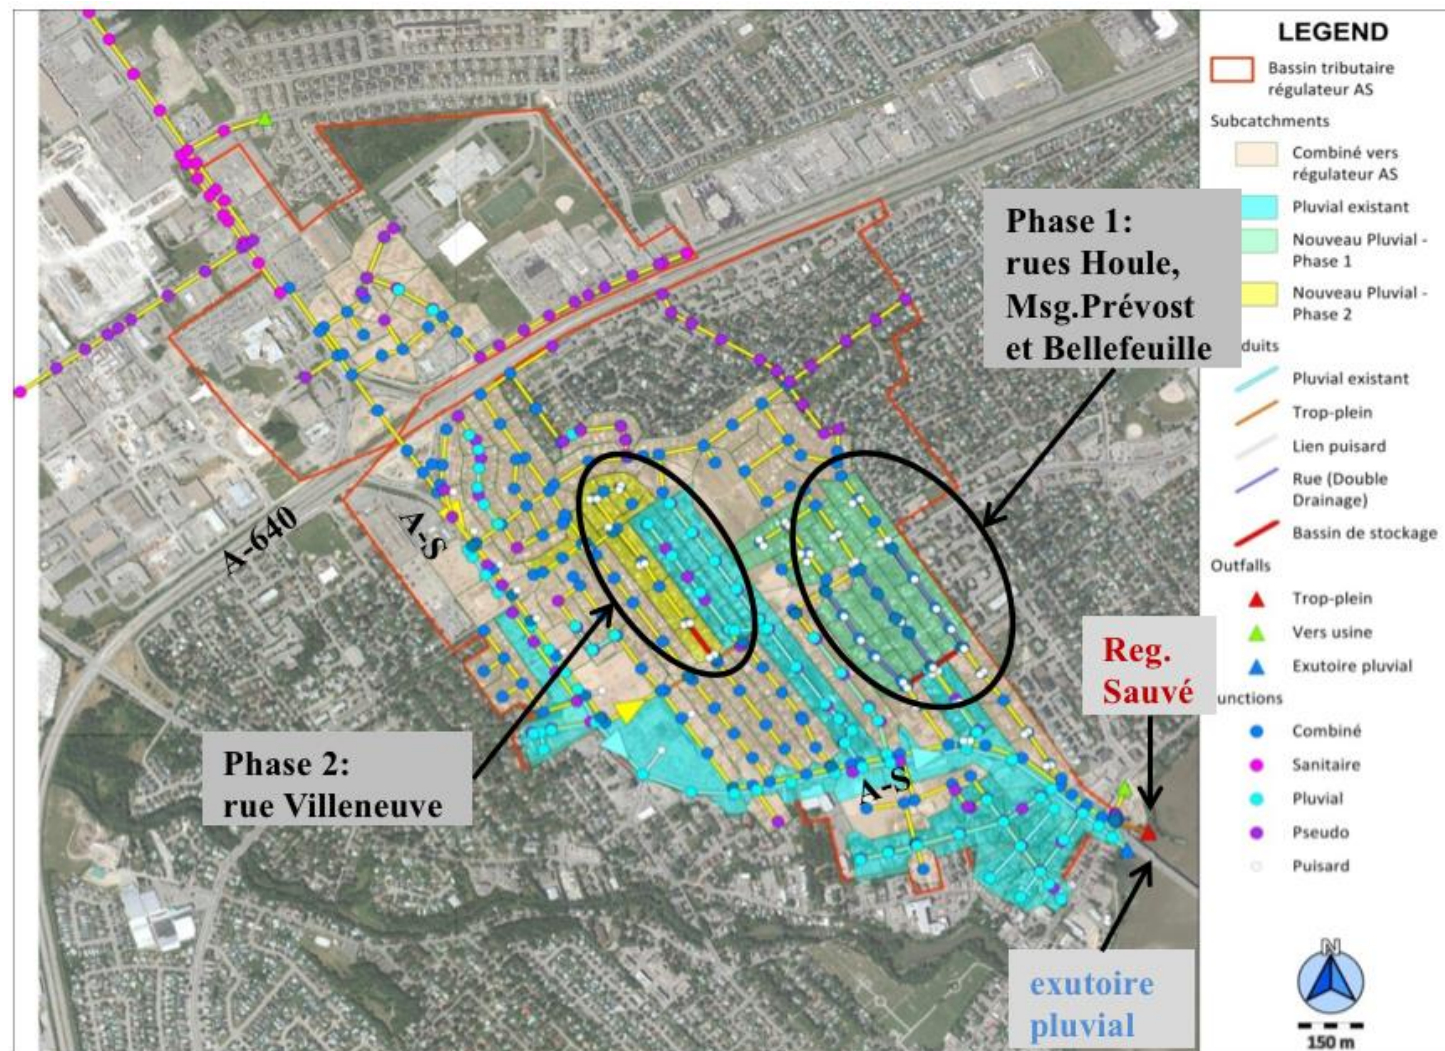 LEGEND
Bassin tributaire
régulateur AS
Subcatchments
Combiné vers
régulateur AS
Pluvial existant
Nouveau Pluvial -
Phase 1
Nouveau Pluvial -
Phase 2
duits
Pluvial existant
Trop-plein
Lien puisard
Rue (Double
Drainage)
Bassin de stockage
Outfalls
Trop-plein
Vers usine
Exutoire pluvial
unctions
Combiné
Sanitaire
Pluvial
Pseudo
Puisard
N
150 m
Phase 1:
rues Houle,
Msg.Prévost
et Bellefeuille
A-640
A-S
Phase 2:
rue Villeneuve
A-S
Reg.
Sauvé
exutoire
pluvial